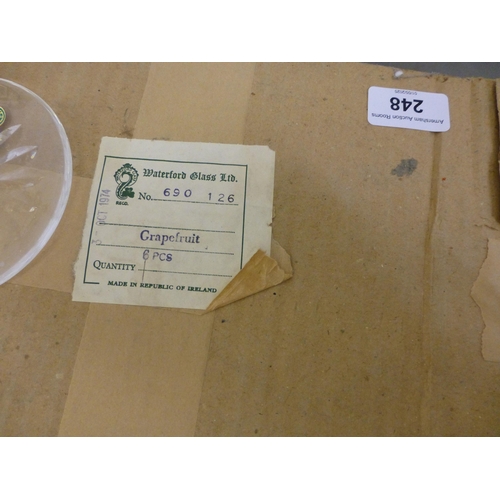 Waterford Glass Ltd.
REGD.
No. 690 126
OCT 1974
Grapefruit
6 PCS
QUANTITY
MADE IN REPUBLIC OF IRELAND
Amersham Auction Rooms
248